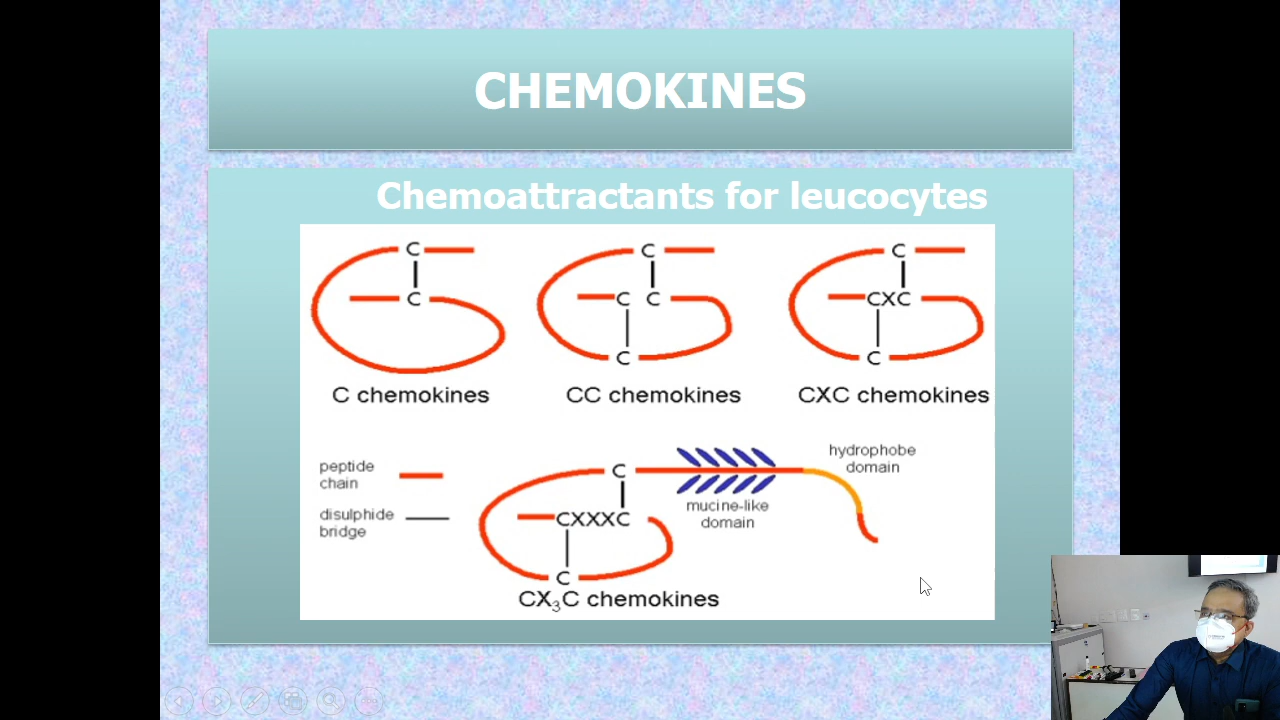 CHEMOKINES
Chemoattractants for leucocytes
C
C
C chemokines
C
C C
C
CC chemokines
C
CXC
C
CXC chemokines
peptide
chain
disulphide
bridge
C
CXXXC
C
CX₃C chemokines
mucine-like
domain
hydrophobe
domain